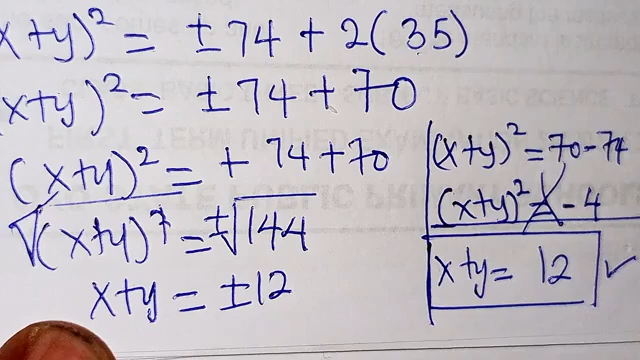 (x+y)² = ±74 + 2(35)
(x+y)² = ±74+70
(x+y)² = + 74+70
√(x+y)² = ±√144
x+y = ±12
(x+y)² = 70-74
(x+y)² = -4
x+y = 12 ✓